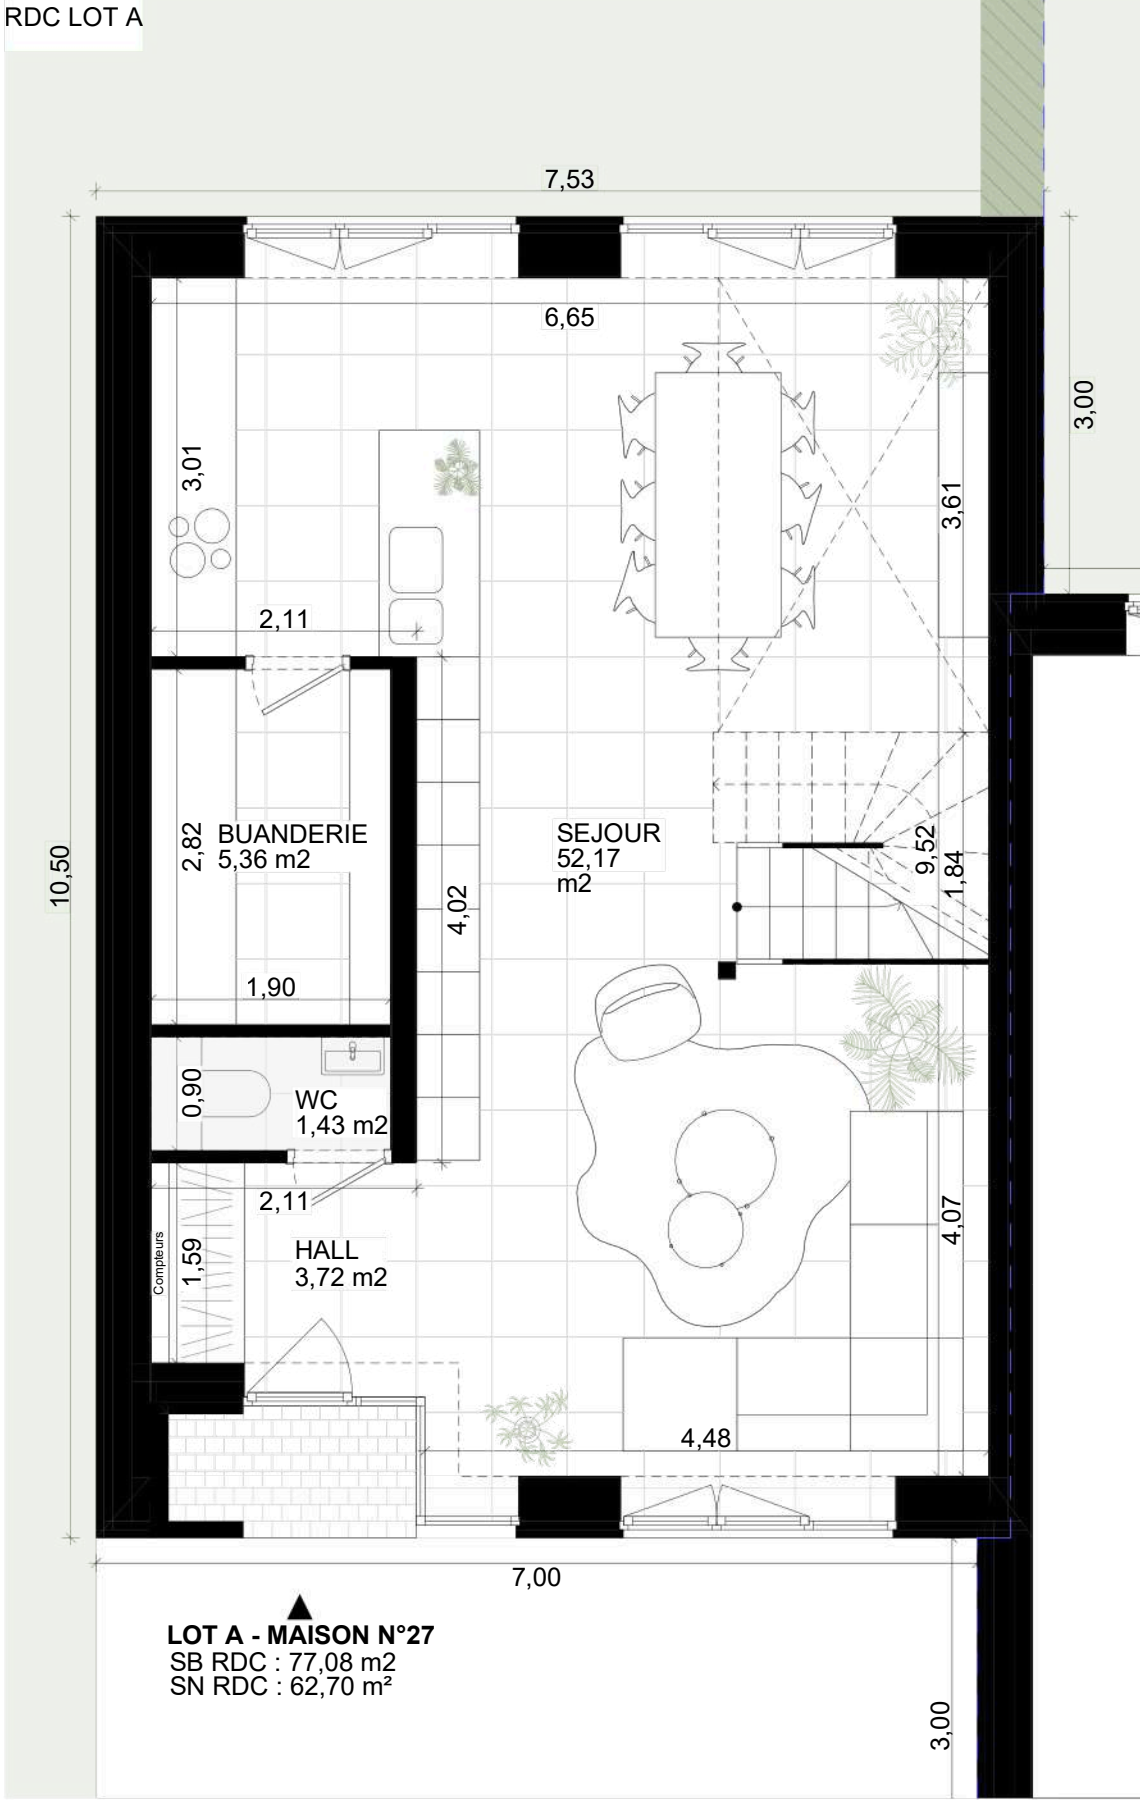 RDC LOT A
7,53
6,65
3,00
3,01
3,61
2,11
10,50
2,82
BUANDERIE
5,36 m2
SEJOUR
52,17
m2
9,52
1,84
4,02
1,90
0,90
WC
1,43 m2
2,11
Compteurs
1,59
HALL
3,72 m2
4,07
4,48
7,00
LOT A - MAISON N°27
SB RDC : 77,08 m2
SN RDC : 62,70 m²
3,00